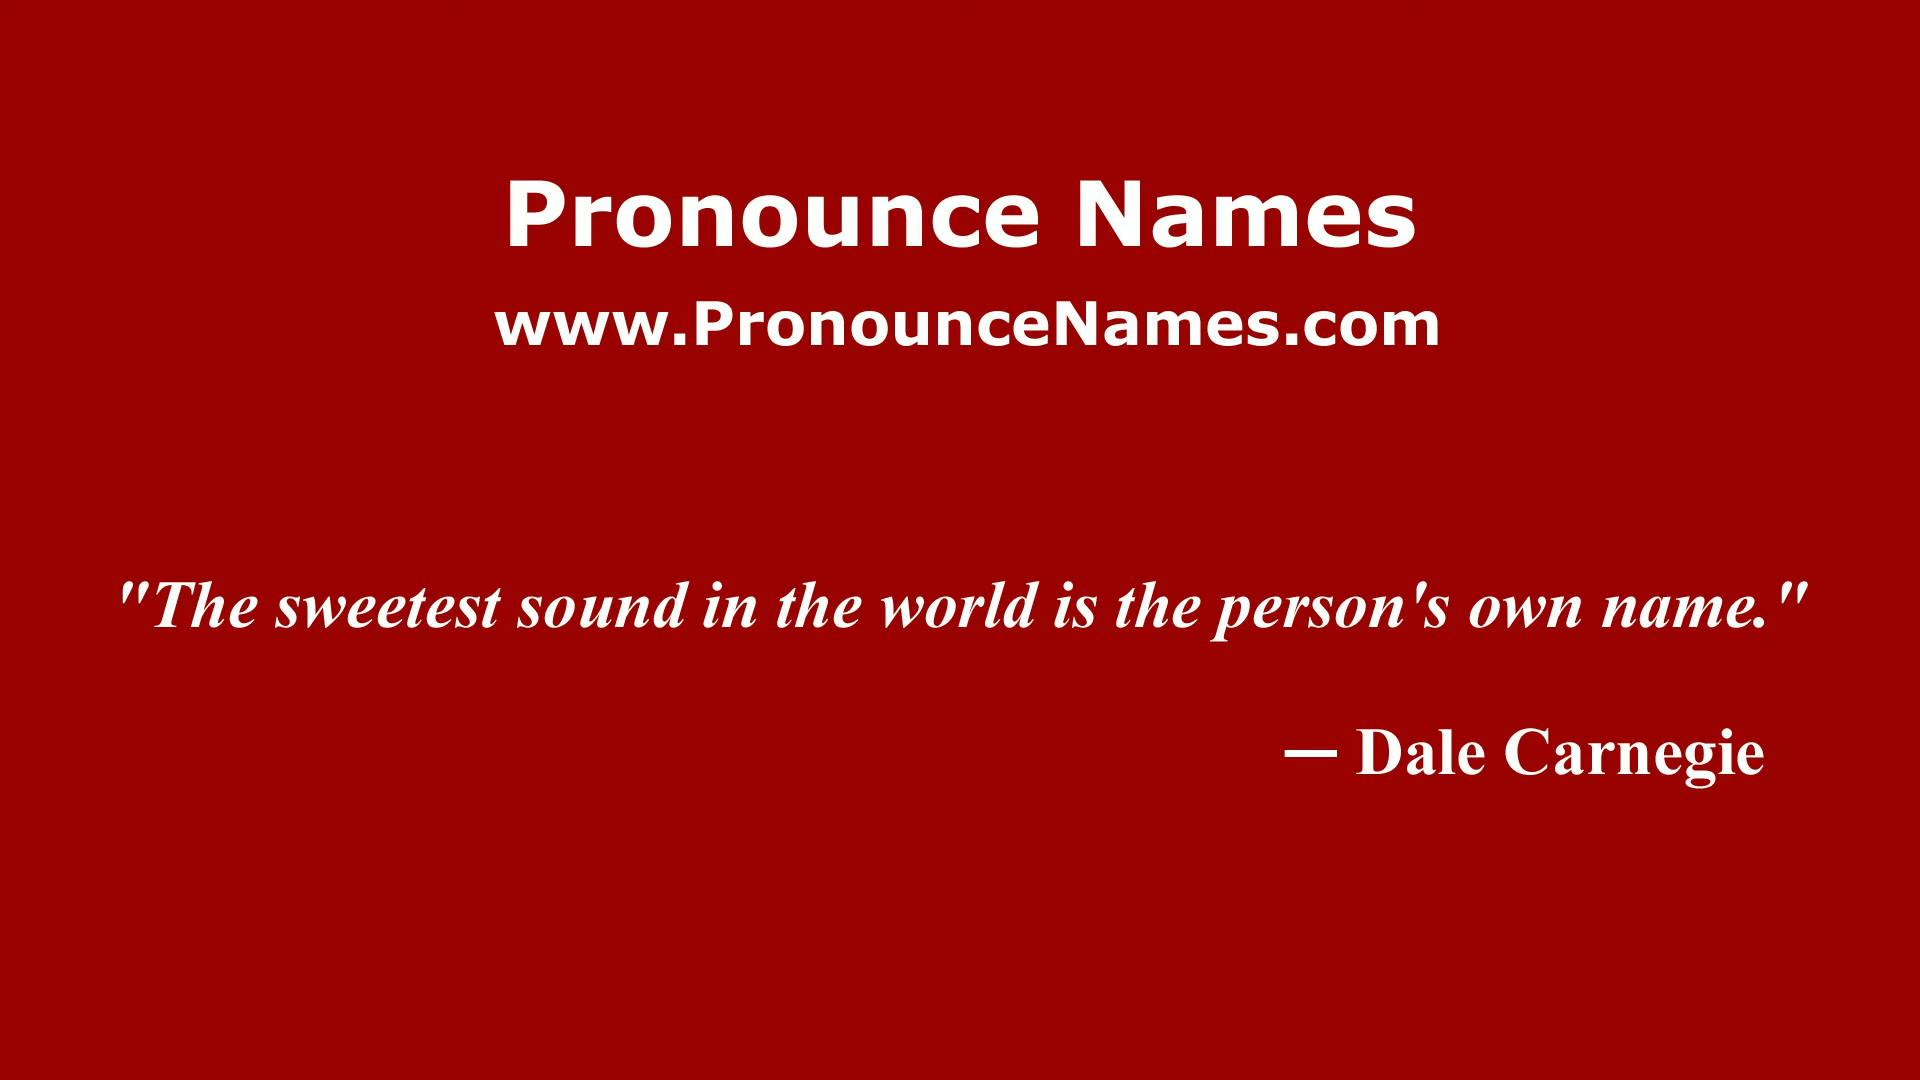 Pronounce Names
www.PronounceNames.com
"The sweetest sound in the world is the person's own name."
— Dale Carnegie